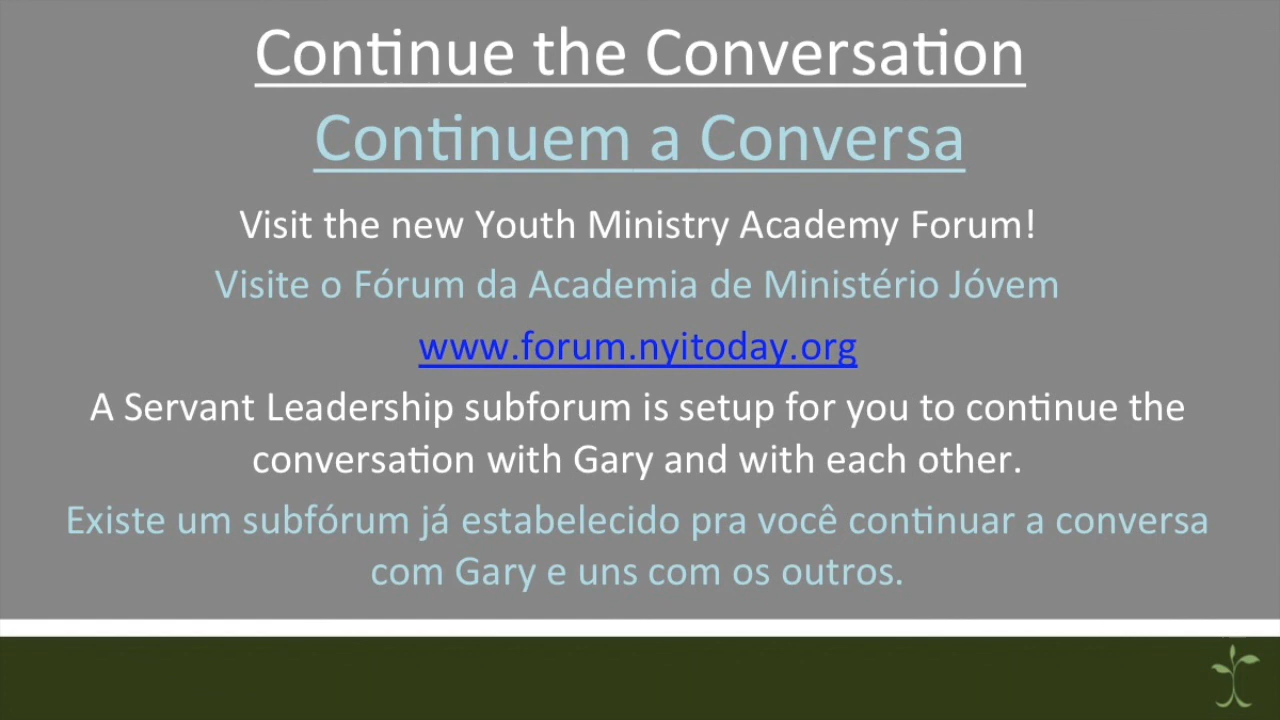 Continue the Conversation
Continuem a Conversa
Visit the new Youth Ministry Academy Forum!
Visite o Fórum da Academia de Ministério Jóvem
www.forum.nyitoday.org
A Servant Leadership subforum is setup for you to continue the
conversation with Gary and with each other.
Existe um subfórum já estabelecido pra você continuar a conversa
com Gary e uns com os outros.